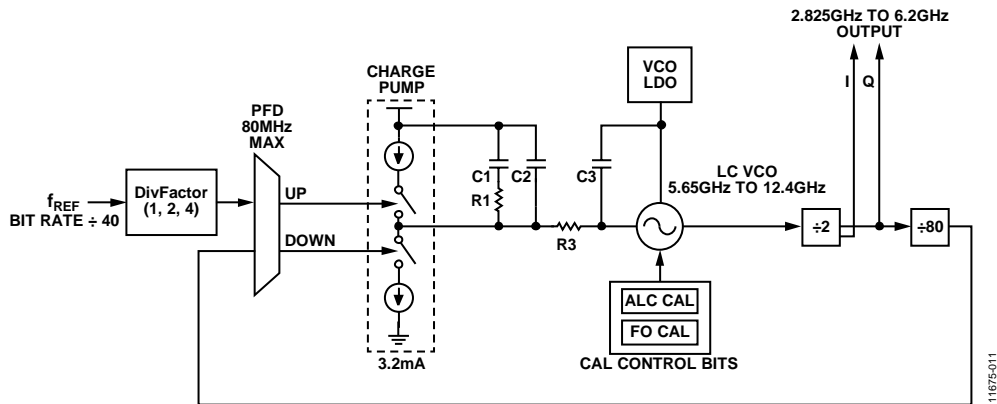 2.825GHz TO 6.2GHz
OUTPUT
I Q
VCO
LDO
CHARGE
PUMP
PFD
80MHz
MAX
C1
C2
C3
R1
LC VCO
5.65GHz TO 12.4GHz
fREF
BIT RATE ÷ 40
DivFactor
(1, 2, 4)
UP
DOWN
R3
÷2
÷80
ALC CAL
FO CAL
CAL CONTROL BITS
3.2mA
11675-011